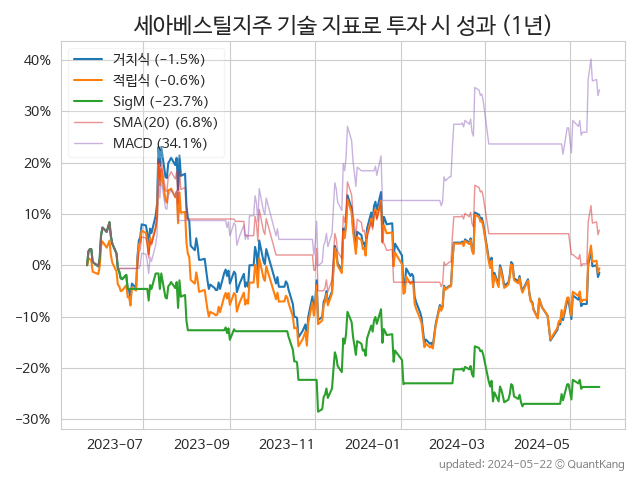 세아베스틸지주 기술 지표로 투자 시 성과 (1년)
거치식 (−1.5%)
적립식 (−0.6%)
SigM (−23.7%)
SMA(20) (6.8%)
MACD (34.1%)
40%
30%
20%
10%
0%
−10%
−20%
−30%
2023-07 2023-09 2023-11 2024-01 2024-03 2024-05
updated: 2024-05-22 © QuantKang